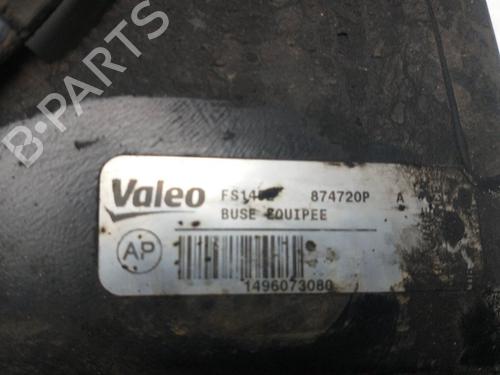 B-PARTS
Valeo 874720P A
BUSE EQUIPEE
AP
1496073080